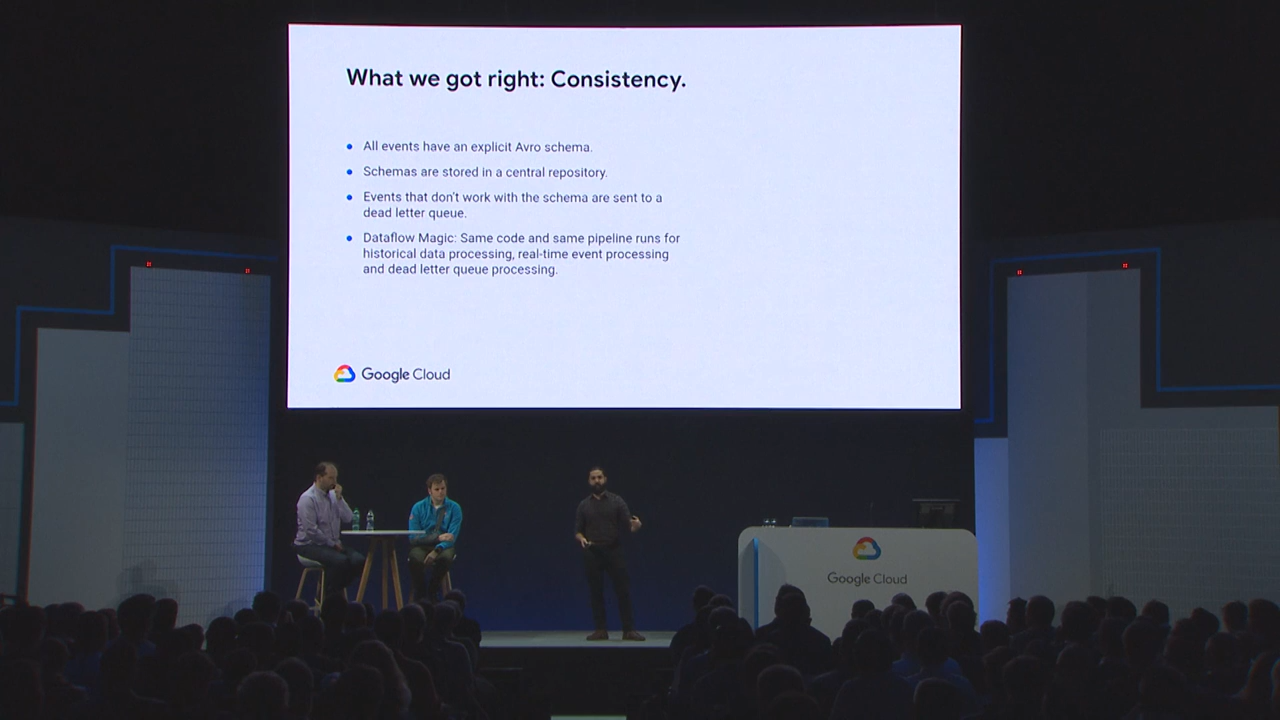 What we got right: Consistency.
All events have an explicit Avro schema.
Schemas are stored in a central repository.
Events that don't work with the schema are sent to a
dead letter queue.
Dataflow Magic: Same code and same pipeline runs for
historical data processing, real-time event processing
and dead letter queue processing.
Google Cloud
Google Cloud